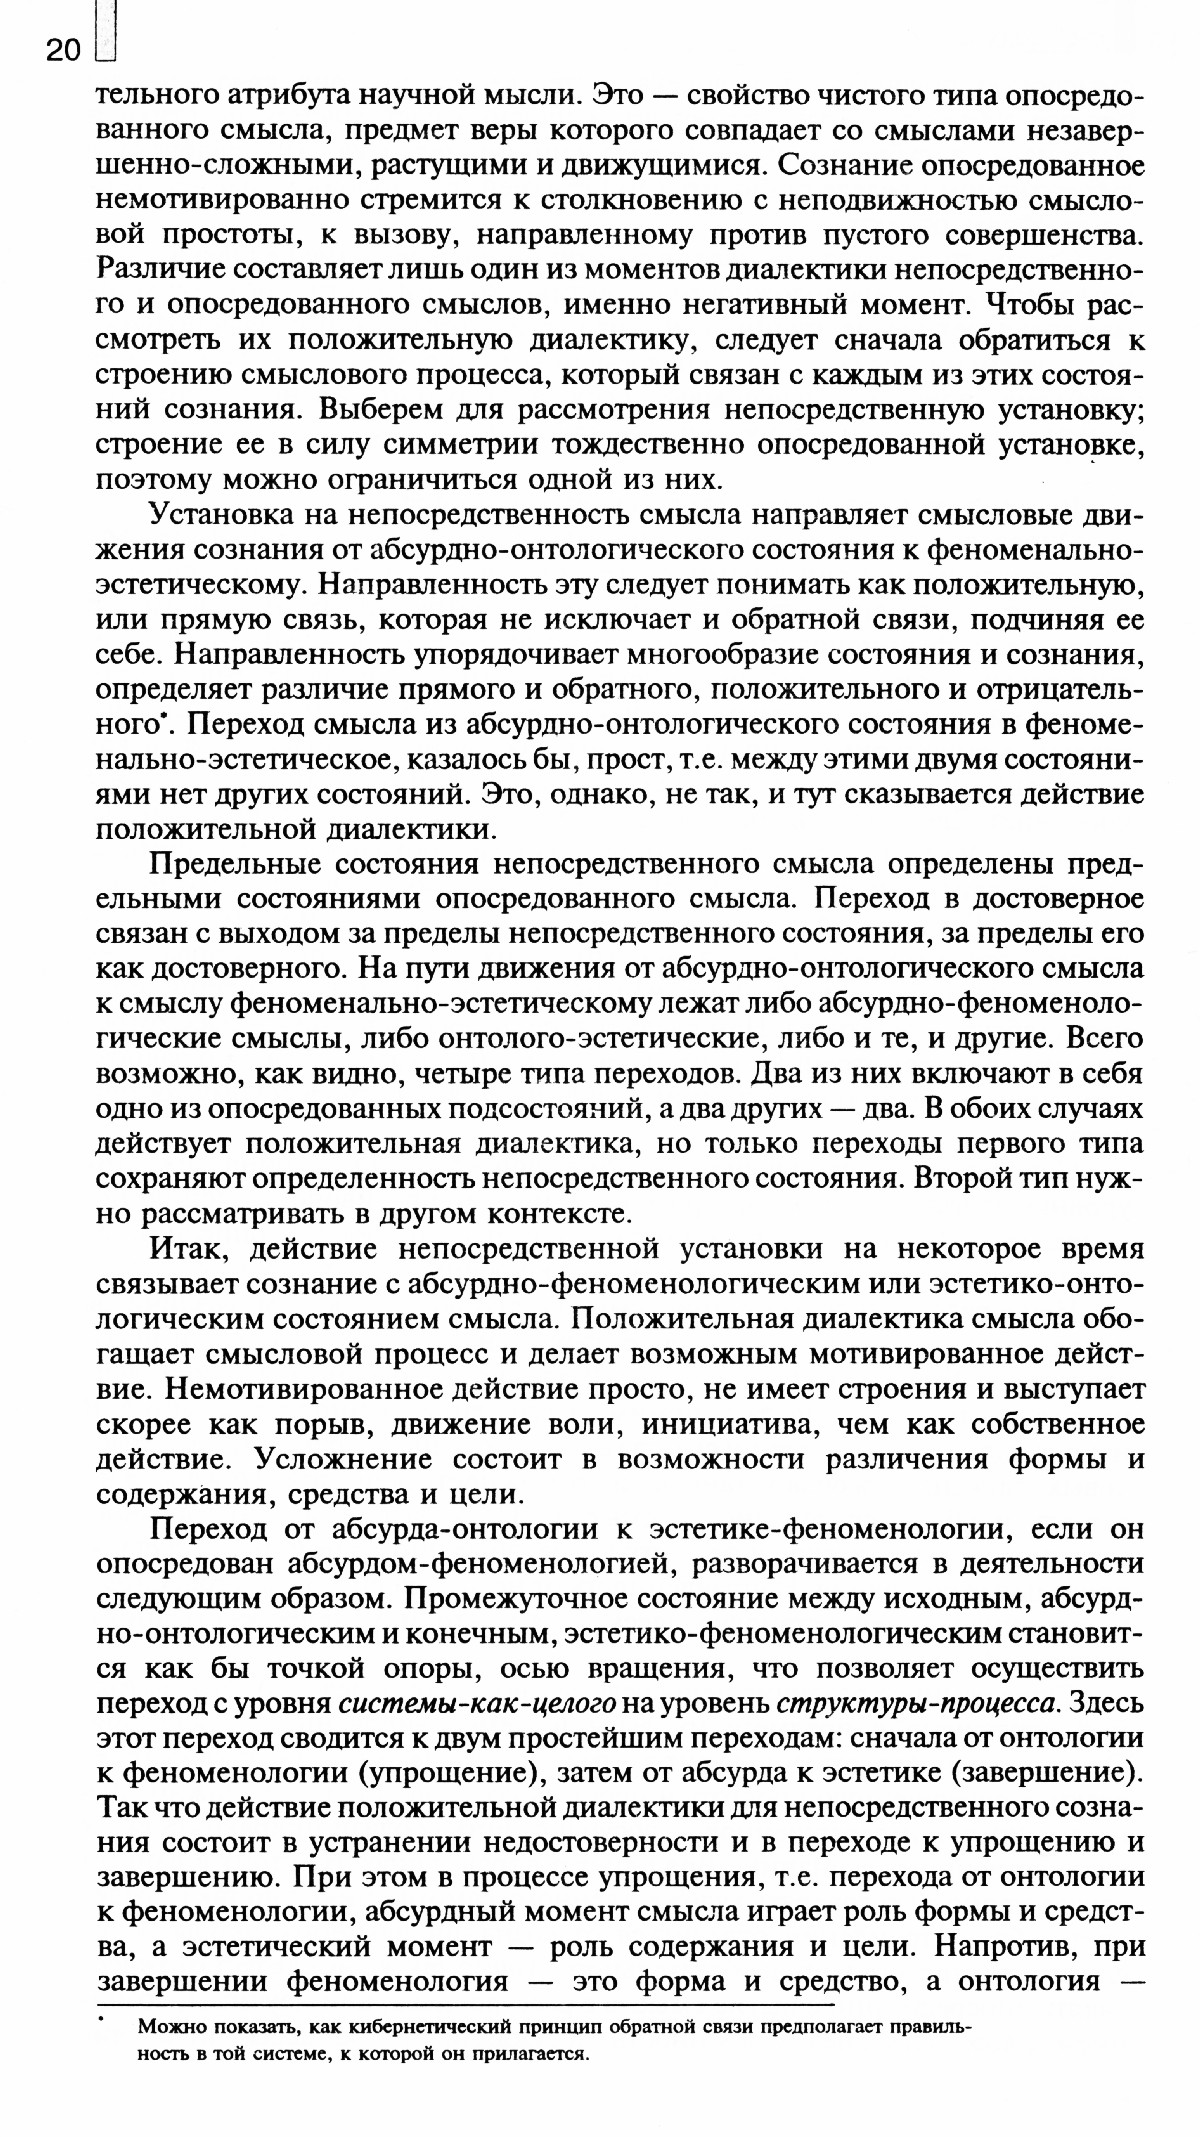 20
тельного атрибута научной мысли. Это — свойство чистого типа опосредо-
ванного смысла, предмет веры которого совпадает со смыслами незавер-
шенно-сложными, растущими и движущимися. Сознание опосредованное
немотивированно стремится к столкновению с неподвижностью смысло-
вой простоты, к вызову, направленному против пустого совершенства.
Различие составляет лишь один из моментов диалектики непосредственно-
го и опосредованного смыслов, именно негативный момент. Чтобы рас-
смотреть их положительную диалектику, следует сначала обратиться к
строению смыслового процесса, который связан с каждым из этих состоя-
ний сознания. Выберем для рассмотрения непосредственную установку;
строение ее в силу симметрии тождественно опосредованной установке,
поэтому можно ограничиться одной из них.
Установка на непосредственность смысла направляет смысловые дви-
жения сознания от абсурдно-онтологического состояния к феноменально-
эстетическому. Направленность эту следует понимать как положительную,
или прямую связь, которая не исключает и обратной связи, подчиняя ее
себе. Направленность упорядочивает многообразие состояния и сознания,
определяет различие прямого и обратного, положительного и отрицатель-
ного*. Переход смысла из абсурдно-онтологического состояния в феноме-
нально-эстетическое, казалось бы, прост, т.е. между этими двумя состояни-
ями нет других состояний. Это, однако, не так, и тут сказывается действие
положительной диалектики.
Предельные состояния непосредственного смысла определены пред-
ельными состояниями опосредованного смысла. Переход в достоверное
связан с выходом за пределы непосредственного состояния, за пределы его
как достоверного. На пути движения от абсурдно-онтологического смысла
к смыслу феноменально-эстетическому лежат либо абсурдно-феноменоло-
гические смыслы, либо онтолого-эстетические, либо и те, и другие. Всего
возможно, как видно, четыре типа переходов. Два из них включают в себя
одно из опосредованных подсостояний, а два других — два. В обоих случаях
действует положительная диалектика, но только переходы первого типа
сохраняют определенность непосредственного состояния. Второй тип нуж-
но рассматривать в другом контексте.
Итак, действие непосредственной установки на некоторое время
связывает сознание с абсурдно-феноменологическим или эстетико-онто-
логическим состоянием смысла. Положительная диалектика смысла обо-
гащает смысловой процесс и делает возможным мотивированное дейст-
вие. Немотивированное действие просто, не имеет строения и выступает
скорее как порыв, движение воли, инициатива, чем как собственное
действие. Усложнение состоит в возможности различения формы и
содержания, средства и цели.
Переход от абсурда-онтологии к эстетике-феноменологии, если он
опосредован абсурдом-феноменологией, разворачивается в деятельности
следующим образом. Промежуточное состояние между исходным, абсурд-
но-онтологическим и конечным, эстетико-феноменологическим становит-
ся как бы точкой опоры, осью вращения, что позволяет осуществить
переход с уровня системы-как-целого на уровень структуры-процесса. Здесь
этот переход сводится к двум простейшим переходам: сначала от онтологии
к феноменологии (упрощение), затем от абсурда к эстетике (завершение).
Так что действие положительной диалектики для непосредственного созна-
ния состоит в устранении недостоверности и в переходе к упрощению и
завершению. При этом в процессе упрощения, т.е. перехода от онтологии
к феноменологии, абсурдный момент смысла играет роль формы и средст-
ва, а эстетический момент — роль содержания и цели. Напротив, при
завершении феноменология — это форма и средство, а онтология —
* Можно показать, как кибернетический принцип обратной связи предполагает правиль-
ность в той системе, к которой он прилагается.